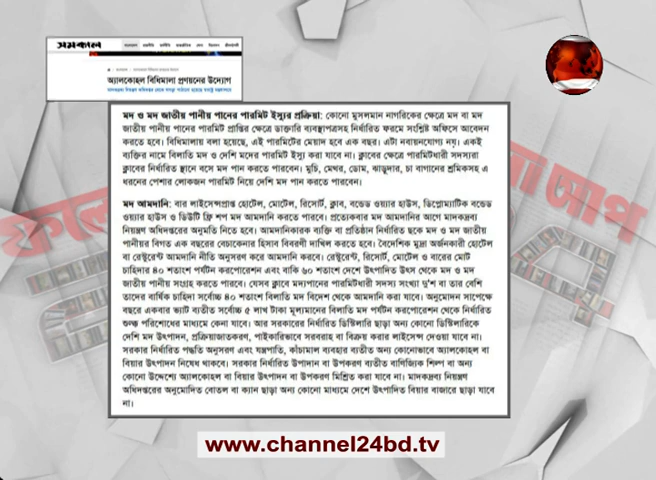 সমকাল
অ্যালকোহল বিধিমালা প্রণয়নের উদ্যোগ
মদ ও মদ জাতীয় পানীয় পানের পারমিট ইস্যুর প্রক্রিয়া: কোনো মুসলমান নাগরিকের ক্ষেত্রে মদ বা মদ
জাতীয় পানীয় পানের পারমিট প্রাপ্তির ক্ষেত্রে ডাক্তারি ব্যবস্থাপত্রসহ নির্ধারিত ফরমে সংশ্লিষ্ট অফিসে আবেদন
করতে হবে। বিধিমালায় বলা হয়েছে, এই পারমিটের মেয়াদ হবে এক বছর। এটা নবায়নযোগ্য নয়। একই
ব্যক্তির নামে বিলাতি মদ ও দেশি মদের পারমিট ইস্যু করা যাবে না। ক্লাবের ক্ষেত্রে পারমিটধারী সদস্যরা
ক্লাবের নির্ধারিত স্থানে বসে মদ পান করতে পারবেন। মুচি, মেথর, ডোম, ঝাড়ুদার, চা বাগানের শ্রমিকসহ এ
ধরনের পেশার লোকজন পারমিট নিয়ে দেশি মদ পান করতে পারবেন।
মদ আমদানি: বার লাইসেন্সপ্রাপ্ত হোটেল, মোটেল, রিসোর্ট, ক্লাব, বন্ডেড ওয়্যার হাউস, ডিপ্লোম্যাটিক বন্ডেড
ওয়্যার হাউস ও ডিউটি ফ্রি শপ মদ আমদানি করতে পারবে। প্রত্যেকবার মদ আমদানির আগে মাদকদ্রব্য
নিয়ন্ত্রণ অধিদপ্তরের অনুমতি নিতে হবে। আমদানিকারক ব্যক্তি বা প্রতিষ্ঠান নির্ধারিত ছকে মদ ও মদ জাতীয়
পানীয়র বিগত এক বছরের বেচাকেনার হিসাব বিবরণী দাখিল করতে হবে। বৈদেশিক মুদ্রা অর্জনকারী হোটেল
বা রেস্টুরেন্ট আমদানি নীতি অনুসরণ করে আমদানি করবে। রেস্টুরেন্ট, রিসোর্ট, মোটেল ও বারের মোট
চাহিদার ৪০ শতাংশ পর্যটন করপোরেশন এবং বাকি ৬০ শতাংশ দেশে উৎপাদিত উৎস থেকে মদ ও মদ
জাতীয় পানীয় সংগ্রহ করতে পারবে। যেসব ক্লাবে মদ্যপানের পারমিটধারী সদস্য সংখ্যা দু'শ বা তার বেশি
তাদের বার্ষিক চাহিদা সর্বোচ্চ ৪০ শতাংশ বিলাতি মদ বিদেশ থেকে আমদানি করা যাবে। অনুমোদন সাপেক্ষে
বছরে একবার ভ্যাট ব্যতীত সর্বোচ্চ ৫ লাখ টাকা মূল্যমানের বিলাতি মদ পর্যটন করপোরেশন থেকে নির্ধারিত
শুল্ক পরিশোধের মাধ্যমে কেনা যাবে। আর সরকারের নির্ধারিত ডিস্টিলারি ছাড়া অন্য কোনো ডিস্টিলারিকে
দেশি মদ উৎপাদন, প্রক্রিয়াজাতকরণ, পাইকারিভাবে সরবরাহ বা বিক্রয় করার লাইসেন্স দেওয়া যাবে না।
সরকার নির্ধারিত পদ্ধতি অনুসরণ এবং যন্ত্রপাতি, কাঁচামাল ব্যবহার ব্যতীত অন্য কোনোভাবে অ্যালকোহল বা
বিয়ার উৎপাদন নিষেধ থাকবে। সরকার নির্ধারিত উপাদান বা উপকরণ ব্যতীত বাণিজ্যিক শিল্প বা অন্য
কোনো উদ্দেশ্যে অ্যালকোহল বা বিয়ার উৎপাদন বা উপকরণ মিশ্রিত করা যাবে না। মাদকদ্রব্য নিয়ন্ত্রণ
অধিদপ্তরের অনুমোদিত বোতল বা ক্যান ছাড়া অন্য কোনো মাধ্যমে দেশে উৎপাদিত বিয়ার বাজারে ছাড়া যাবে
না।
www.channel24bd.tv